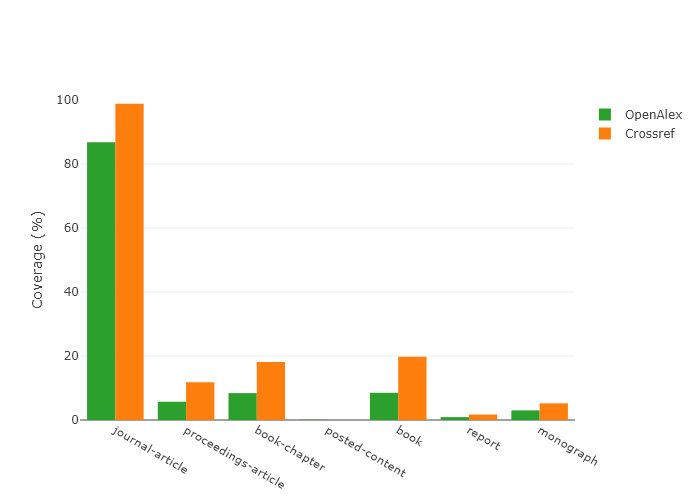 100
80
60
40
20
0
Coverage (%)
journal-article
proceedings-article
book-chapter
posted-content
book
report
monograph
OpenAlex
Crossref